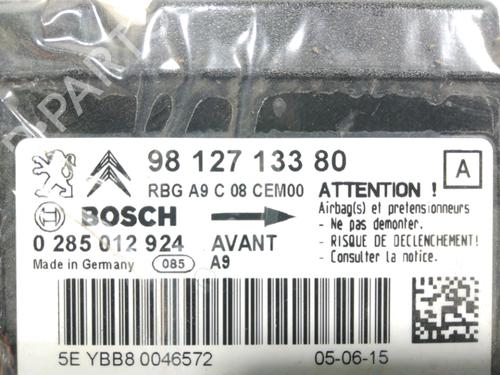 98 127 133 80
A
RBG A9 C 08 CEM00
ATTENTION !
Airbag(s) et pretensionneurs
- Ne pas demonter.
- RISQUE DE DECLENCHEMENT!
- Consulter la notice.
BOSCH
0 285 012 924 AVANT
Made in Germany 085 A9
5E YBB8 0046572 05-06-15
B-PARTS